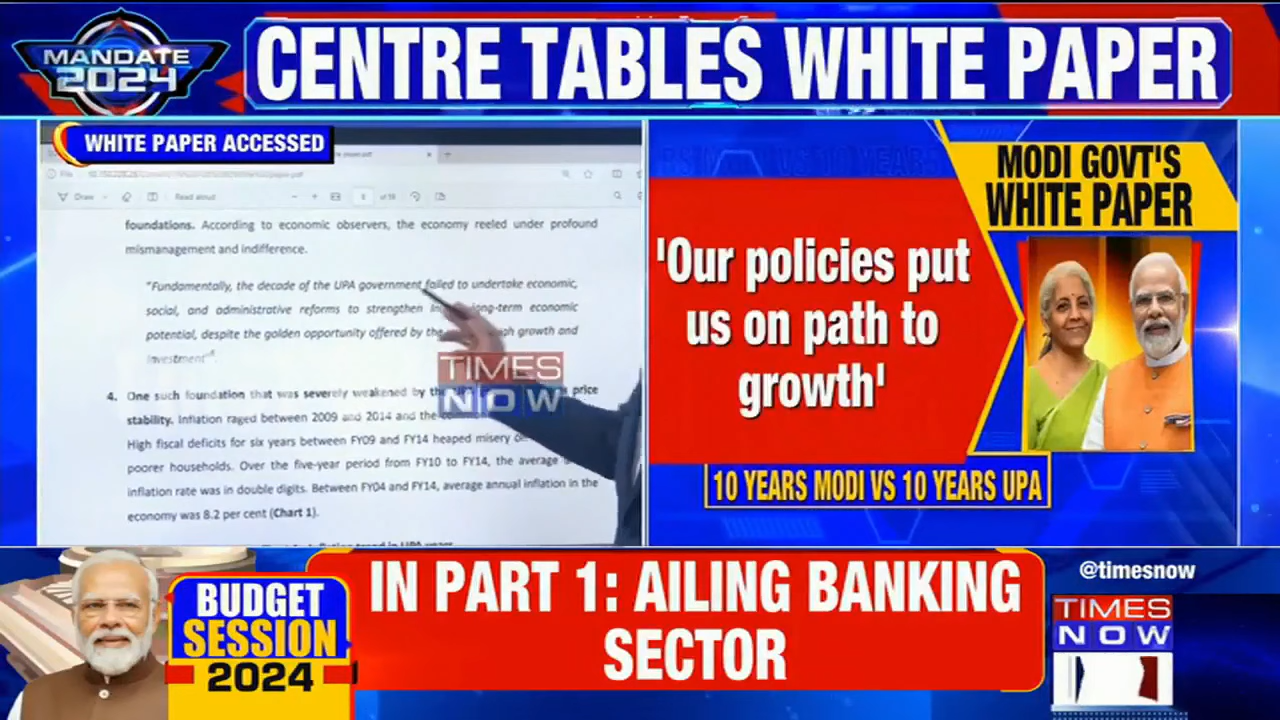 MANDATE
2024
CENTRE TABLES WHITE PAPER
WHITE PAPER ACCESSED
Draw
Read aloud
of 59
foundations. According to economic observers, the economy reeled under profound
mismanagement and indifference.
"Fundamentally, the decade of the UPA government failed to undertake economic,
social, and administrative reforms to strengthen long-term economic
potential, despite the golden opportunity offered by the growth and
investment"
4. One such foundation that was severely weakened by price
stability. Inflation raged between 2009 and 2014 and the
High fiscal deficits for six years between FY09 and FY14 heaped misery
poorer households. Over the five-year period from FY10 to FY14, the average
inflation rate was in double digits. Between FY04 and FY14, average annual inflation in the
economy was 8.2 per cent (Chart 1).
TIMES
NOW
MODI GOVT'S
WHITE PAPER
'Our policies put
us on path to
growth'
10 YEARS MODI VS 10 YEARS UPA
BUDGET
SESSION
2024
IN PART 1: AILING BANKING
SECTOR
@timesnow
TIMES
NOW